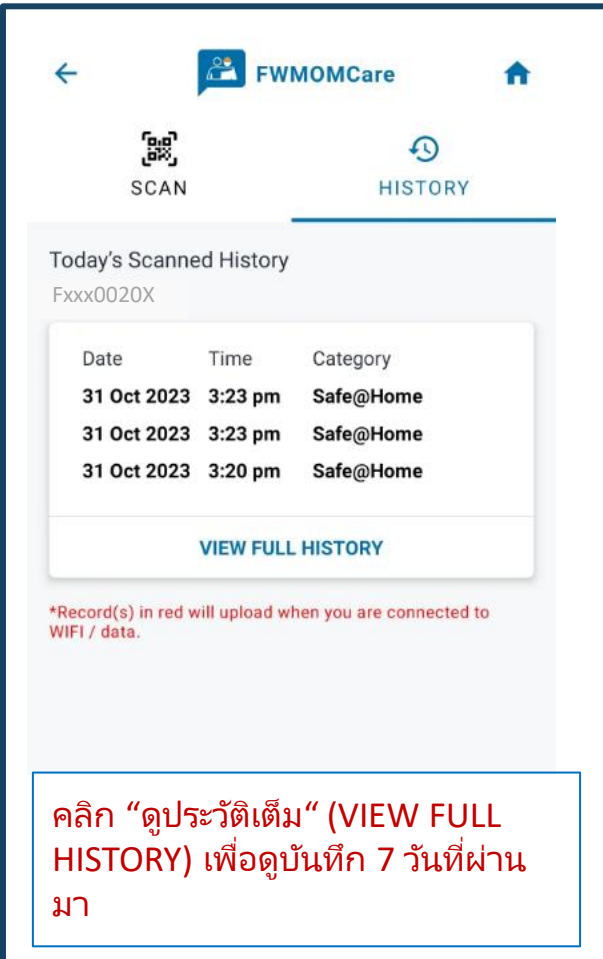 FWMOMCare
SCAN
HISTORY
Today's Scanned History
Fxxx0020X
Date Time Category
31 Oct 2023 3:23 pm Safe@Home
31 Oct 2023 3:23 pm Safe@Home
31 Oct 2023 3:20 pm Safe@Home
VIEW FULL HISTORY
*Record(s) in red will upload when you are connected to
WIFI / data.
คลิก “ดูประวัติเต็ม“ (VIEW FULL
HISTORY) เพื่อดูบันทึก 7 วันที่ผ่าน
มา